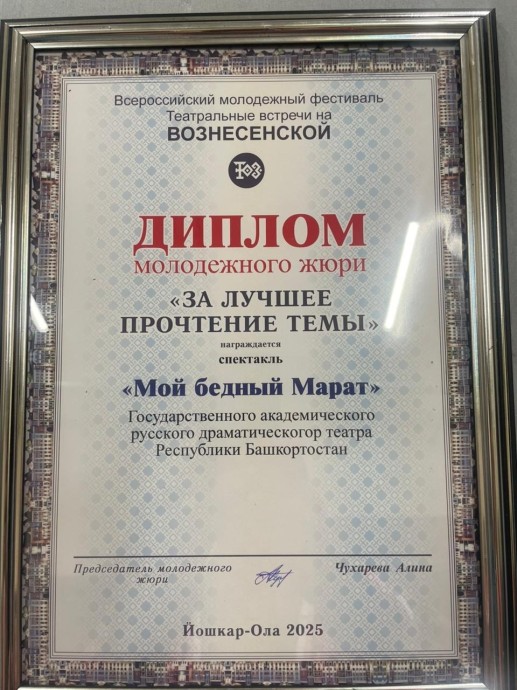 Всероссийский молодежный фестиваль
Театральные встречи на
ВОЗНЕСЕНСКОЙ
ТЮЗ
ДИПЛОМ
молодежного жюри
«ЗА ЛУЧШЕЕ
ПРОЧТЕНИЕ ТЕМЫ»
награждается
спектакль
«Мой бедный Марат»
Государственного академического
русского драматическогор театра
Республики Башкортостан
Председатель молодежного
жюри
Чухарева Алина
Йошкар-Ола 2025